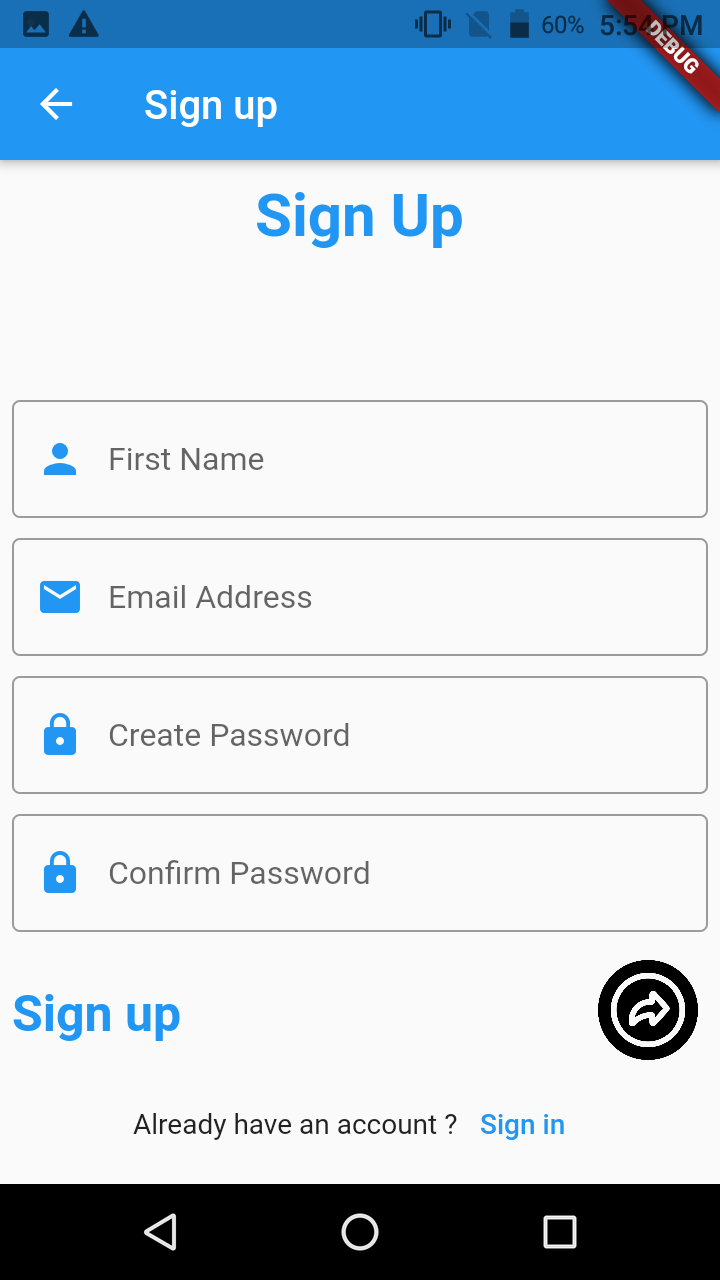 60% 5:54 PM
DEBUG
Sign up
Sign Up
First Name
Email Address
Create Password
Confirm Password
Sign up
Already have an account ? Sign in